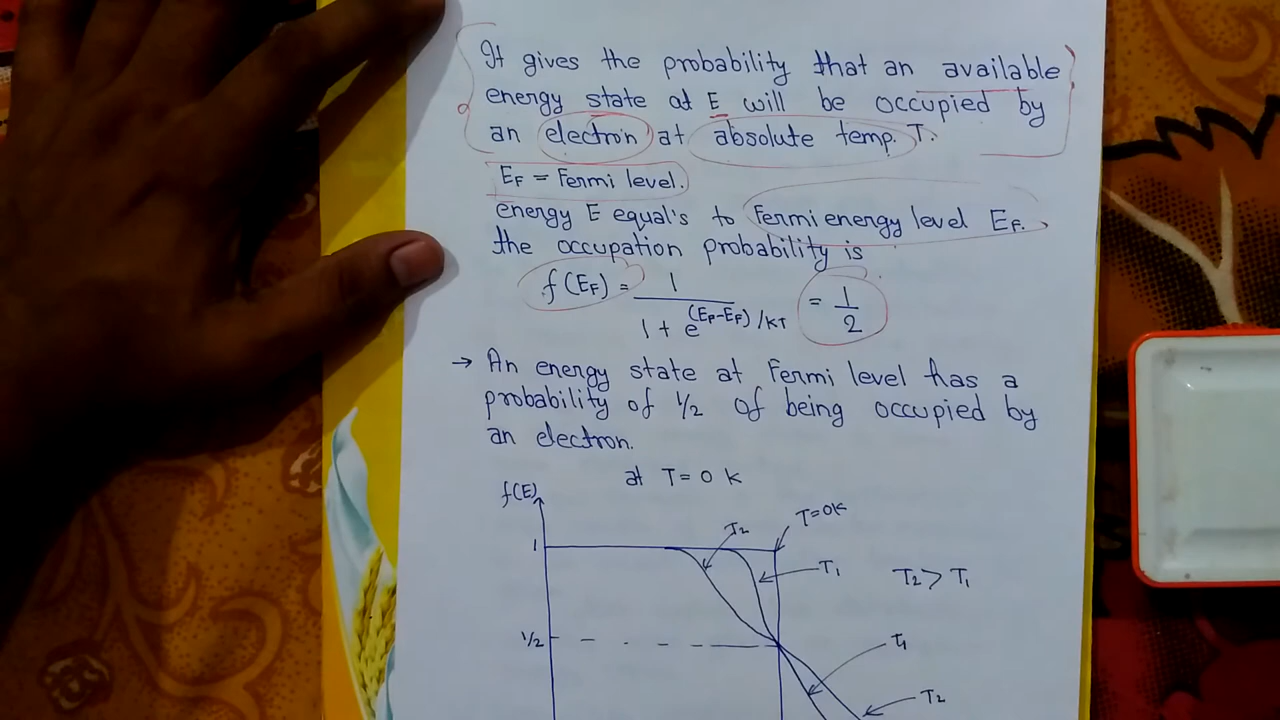 It gives the probability that an available
energy state at E will be occupied by
an electron at absolute temp. T.
EF = Fermi level.
energy E equal's to Fermi energy level EF.
the occupation probability is
f(EF) = 1 / 1 + e^(EF-EF)/KT = 1/2
→ An energy state at Fermi level has a
probability of 1/2 of being occupied by
an electron.
at T = 0 K
f(E)
T=0K
T2
1
T1
T2 > T1
1/2
T1
T2